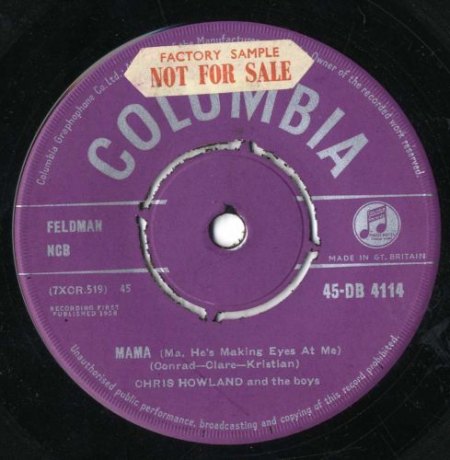 FACTORY SAMPLE
NOT FOR SALE
Columbia Graphophone Co. Ltd.
Manufacturer
Owner of the recorded work reserved
COLUMBIA
FELDMAN
NCB
MADE IN GT. BRITAIN
(7XCR.519) 45
45-DB 4114
RECORDING FIRST
PUBLISHED 1958
MAMA (Ma, He's Making Eyes At Me)
(Conrad—Clare—Kristian)
CHRIS HOWLAND and the boys
Unauthorised public performance, broadcasting and copying of this record prohibited.